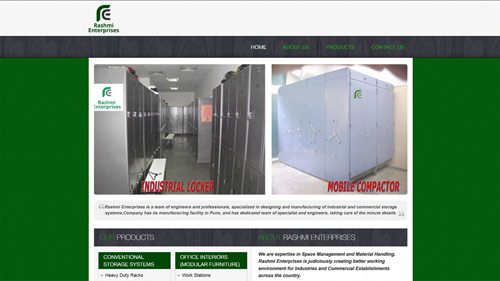 Rashmi
Enterprises
HOME ABOUT US PRODUCTS CONTACT US
Rashmi
Enterprises
INDUSTRIAL LOCKER
MOBILE COMPACTOR
Rashmi Enterprises is a team of engineers and professionals, specialized in designing and manufacturing of industrial and commercial storage
systems.Company has its manufacturing facility in Pune, and has dedicated team of specialist and engineers, taking care of the minute details.
OUR PRODUCTS
ABOUT RASHMI ENTERPRISES
CONVENTIONAL
STORAGE SYSTEMS
Heavy Duty Racks
OFFICE INTERIORS
(MODULAR FURNITURE)
Work Stations
We are expertise in Space Management and Material Handling.
Rashmi Enterprises is judiciously creating better working
environment for Industries and Commercial Establishments
across the country.